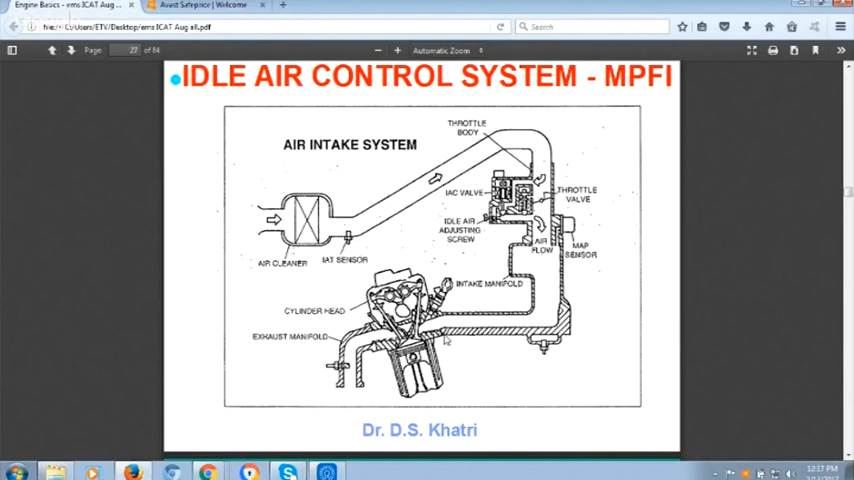 Engine Basics - ems ICAT Aug ...
Avast Safeprice | Welcome
file:///C:/Users/ETV/Desktop/ems ICAT Aug all.pdf
Search
Page: 27 of 84
Automatic Zoom
IDLE AIR CONTROL SYSTEM - MPFI
AIR INTAKE SYSTEM
THROTTLE
BODY
IAC VALVE
THROTTLE
VALVE
IDLE AIR
ADJUSTING
SCREW
AIR
FLOW
MAP
SENSOR
AIR CLEANER
IAT SENSOR
INTAKE MANIFOLD
CYLINDER HEAD
EXHAUST MANIFOLD
Dr. D.S. Khatri
12:17 PM